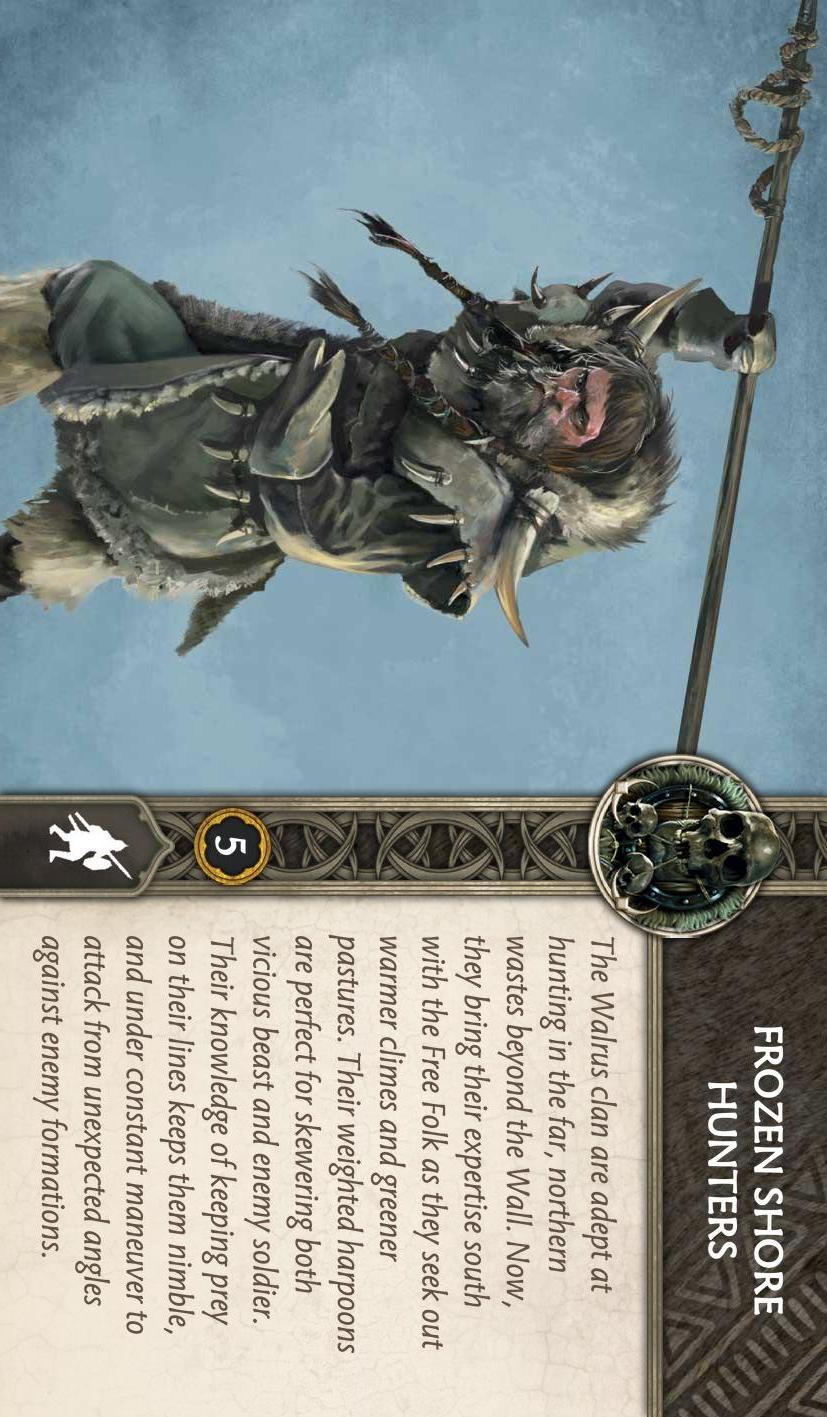 FROZEN SHORE
HUNTERS
5
The Walrus clan are adept at
hunting in the far, northern
wastes beyond the Wall. Now,
they bring their expertise south
with the Free Folk as they seek out
warmer climes and greener
pastures. Their weighted harpoons
are perfect for skewering both
vicious beast and enemy soldier.
Their knowledge of keeping prey
on their lines keeps them nimble,
and under constant maneuver to
attack from unexpected angles
against enemy formations.